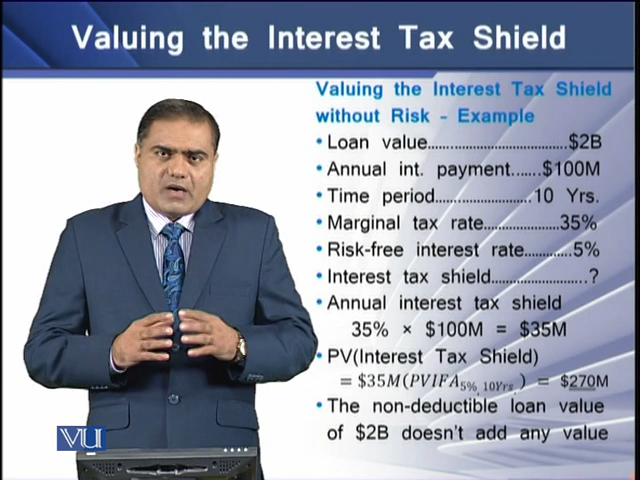 Valuing the Interest Tax Shield
Valuing the Interest Tax Shield
without Risk – Example
• Loan value.......................................$2B
• Annual int. payment.......$100M
• Time period........................10 Yrs.
• Marginal tax rate.....................35%
• Risk-free interest rate.............5%
• Interest tax shield..........................?
• Annual interest tax shield
35% × $100M = $35M
• PV(Interest Tax Shield)
= $35M(PVIFA5%, 10Yrs.) = $270M
• The non-deductible loan value
of $2B doesn't add any value
VU